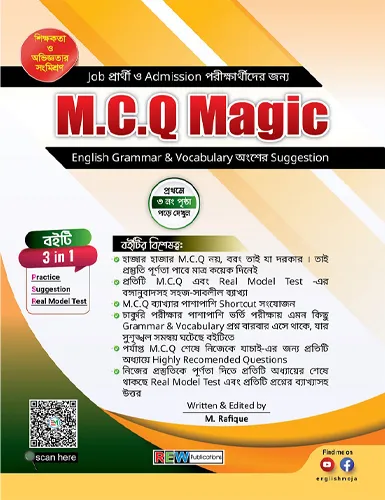 শিক্ষকতা
ও
অভিজ্ঞতার
সংমিশ্রণ
Job প্রার্থী ও Admission পরীক্ষার্থীদের জন্য
M.C.Q Magic
English Grammar & Vocabulary অংশের Suggestion
প্রথমে
৩ নং পৃষ্ঠা
পড়ে দেখুন
বইটি
3 in 1
Practice
Suggestion
Real Model Test
বইটির বিশেষত্ব:
হাজার হাজার M.C.Q নয়, বরং তাই যা দরকার । তাই
প্রস্তুতি পূর্ণতা পাবে মাত্র কয়েক দিনেই
প্রতিটি M.C.Q এবং Real Model Test -এর
বঙ্গানুবাদসহ সহজ-সাবলীল ব্যাখ্যা
M.C.Q ব্যাখ্যার পাশাপাশি Shortcut সংযোজন
চাকুরি পরীক্ষার পাশাপাশি ভর্তি পরীক্ষায় এমন কিছু
Grammar & Vocabulary প্রশ্ন বারবার এসে থাকে, যার
সুশৃঙ্খল সমন্বয় ঘটেছে বইটিতে
পর্যাপ্ত M.C.Q শেষে নিজেকে যাচাই-এর জন্য প্রতিটি
অধ্যায়ে Highly Recomended Questions
নিজের প্রস্তুতিকে পূর্ণতা দিতে প্রতিটি অধ্যায়ের শেষে
থাকছে Real Model Test এবং প্রতিটি প্রশ্নের ব্যাখ্যাসহ
উত্তর
Written & Edited by
M. Rafique
scan here
REW Publications
Find me on
englishmoja